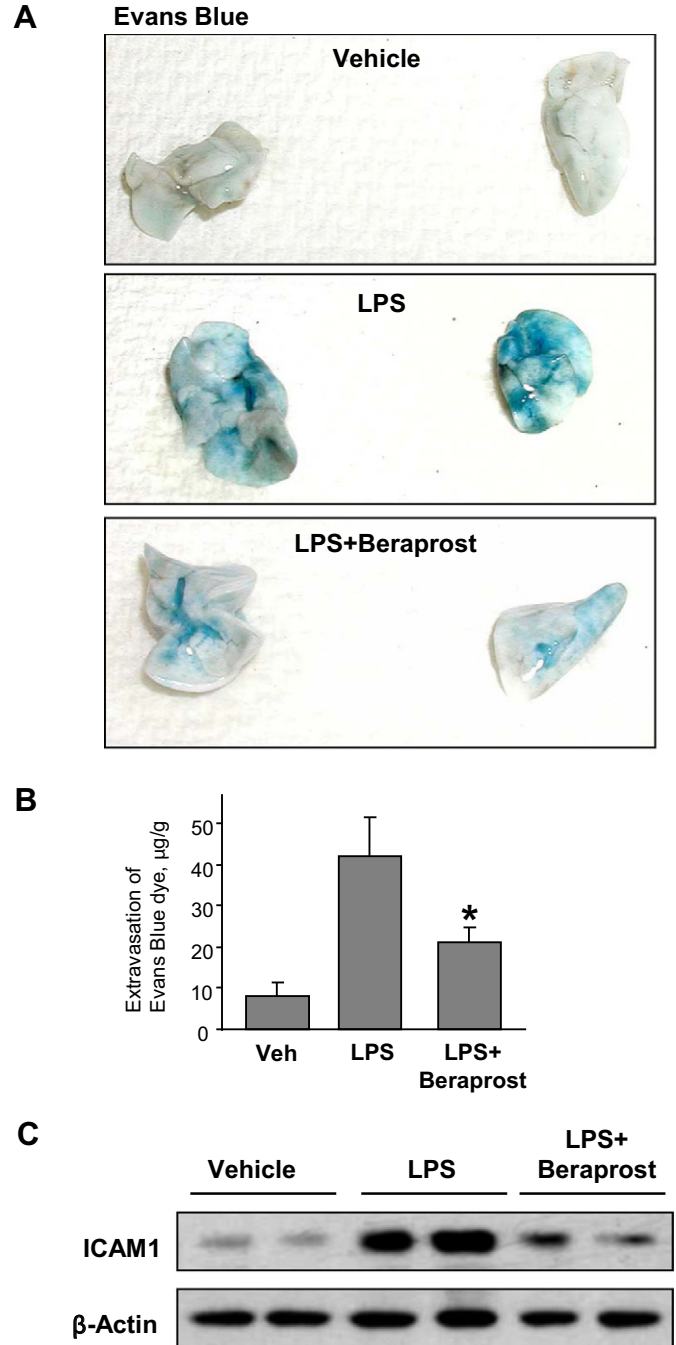 A
Evans Blue
Vehicle
LPS
LPS+Beraprost
B
Extravasation of
Evans Blue dye, µg/g
50
40
30
20
10
0
*
Veh
LPS
LPS+
Beraprost
C
Vehicle
LPS
LPS+
Beraprost
ICAM1
β-Actin